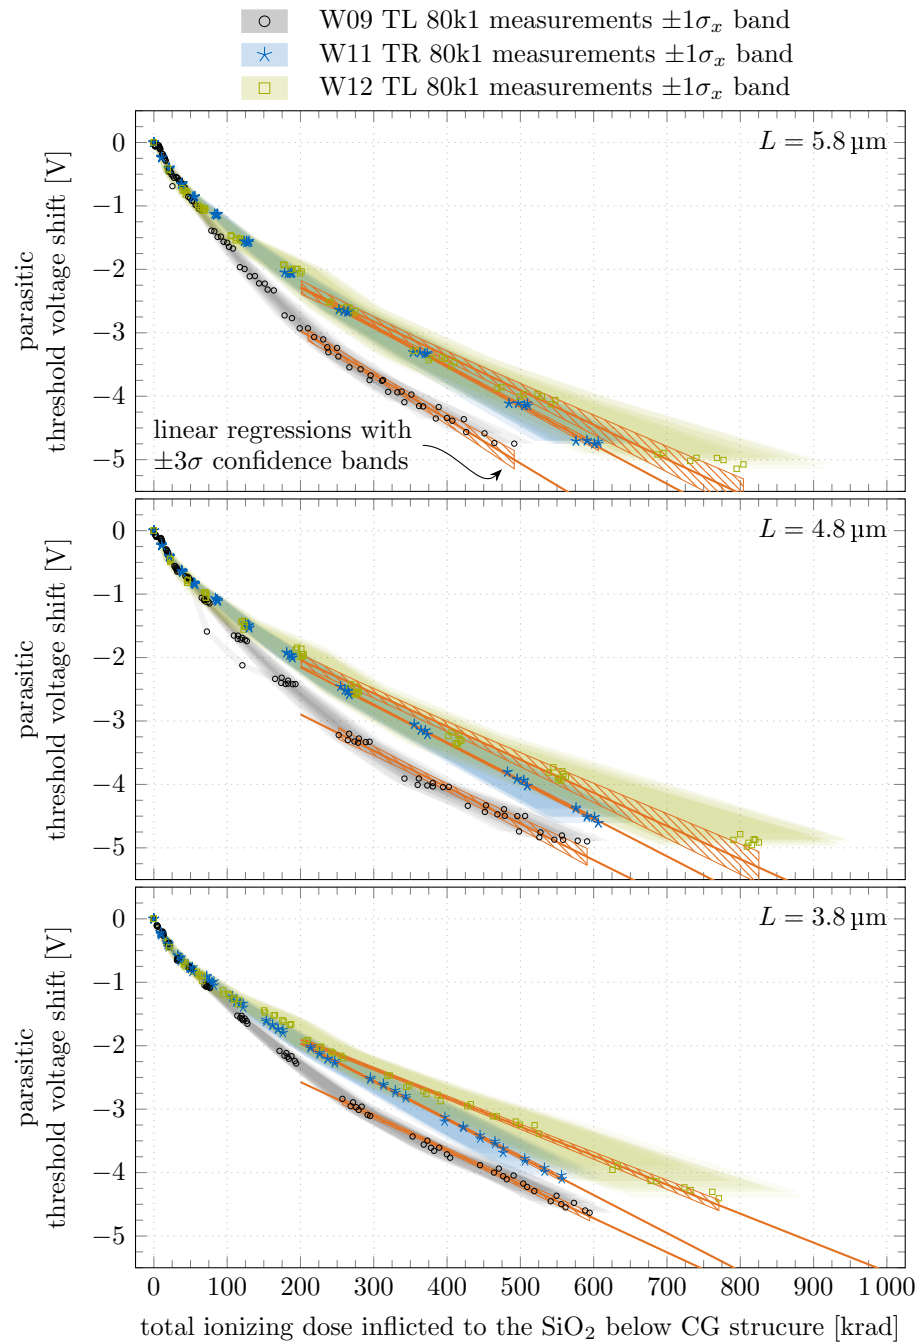 W09 TL 80k1 measurements ±1σx band
W11 TR 80k1 measurements ±1σx band
W12 TL 80k1 measurements ±1σx band
L = 5.8 µm
0
−1
−2
−3
−4
−5
parasitic
threshold voltage shift [V]
linear regressions with
±3σ confidence bands
L = 4.8 µm
0
−1
−2
−3
−4
−5
parasitic
threshold voltage shift [V]
L = 3.8 µm
0
−1
−2
−3
−4
−5
parasitic
threshold voltage shift [V]
0 100 200 300 400 500 600 700 800 900 1 000
total ionizing dose inflicted to the SiO2 below CG strucure [krad]